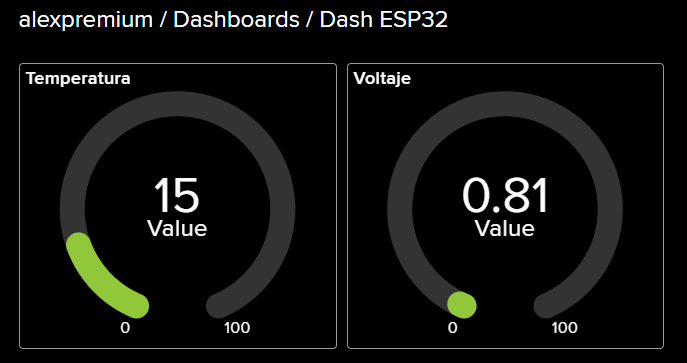 alexpremium / Dashboards / Dash ESP32
Temperatura
15
Value
0
100
Voltaje
0.81
Value
0
100